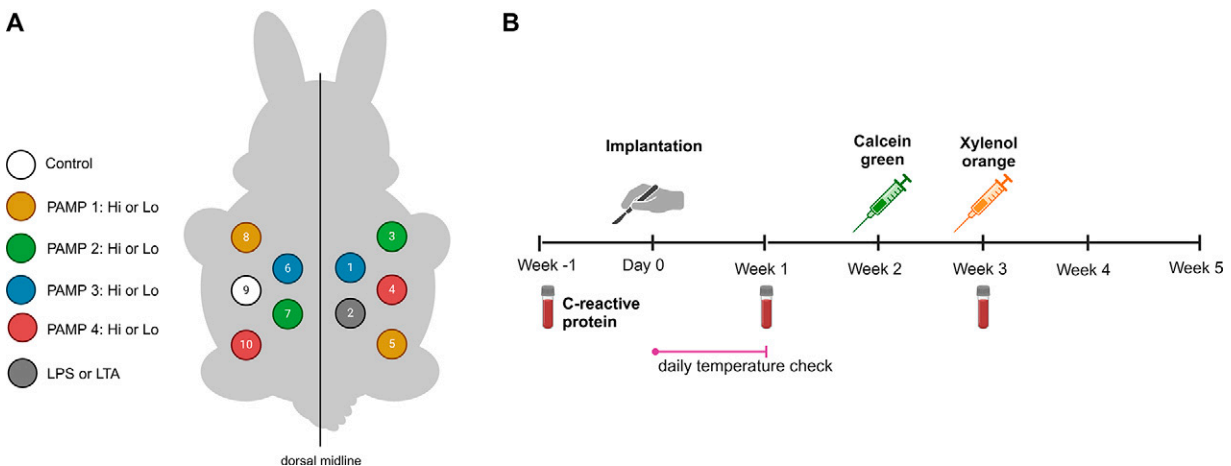 A
Control
PAMP 1: Hi or Lo
PAMP 2: Hi or Lo
PAMP 3: Hi or Lo
PAMP 4: Hi or Lo
LPS or LTA
8
3
6
1
9
4
7
2
10
5
dorsal midline
B
Implantation
Calcein
green
Xylenol
orange
Week -1
Day 0
Week 1
Week 2
Week 3
Week 4
Week 5
C-reactive
protein
daily temperature check